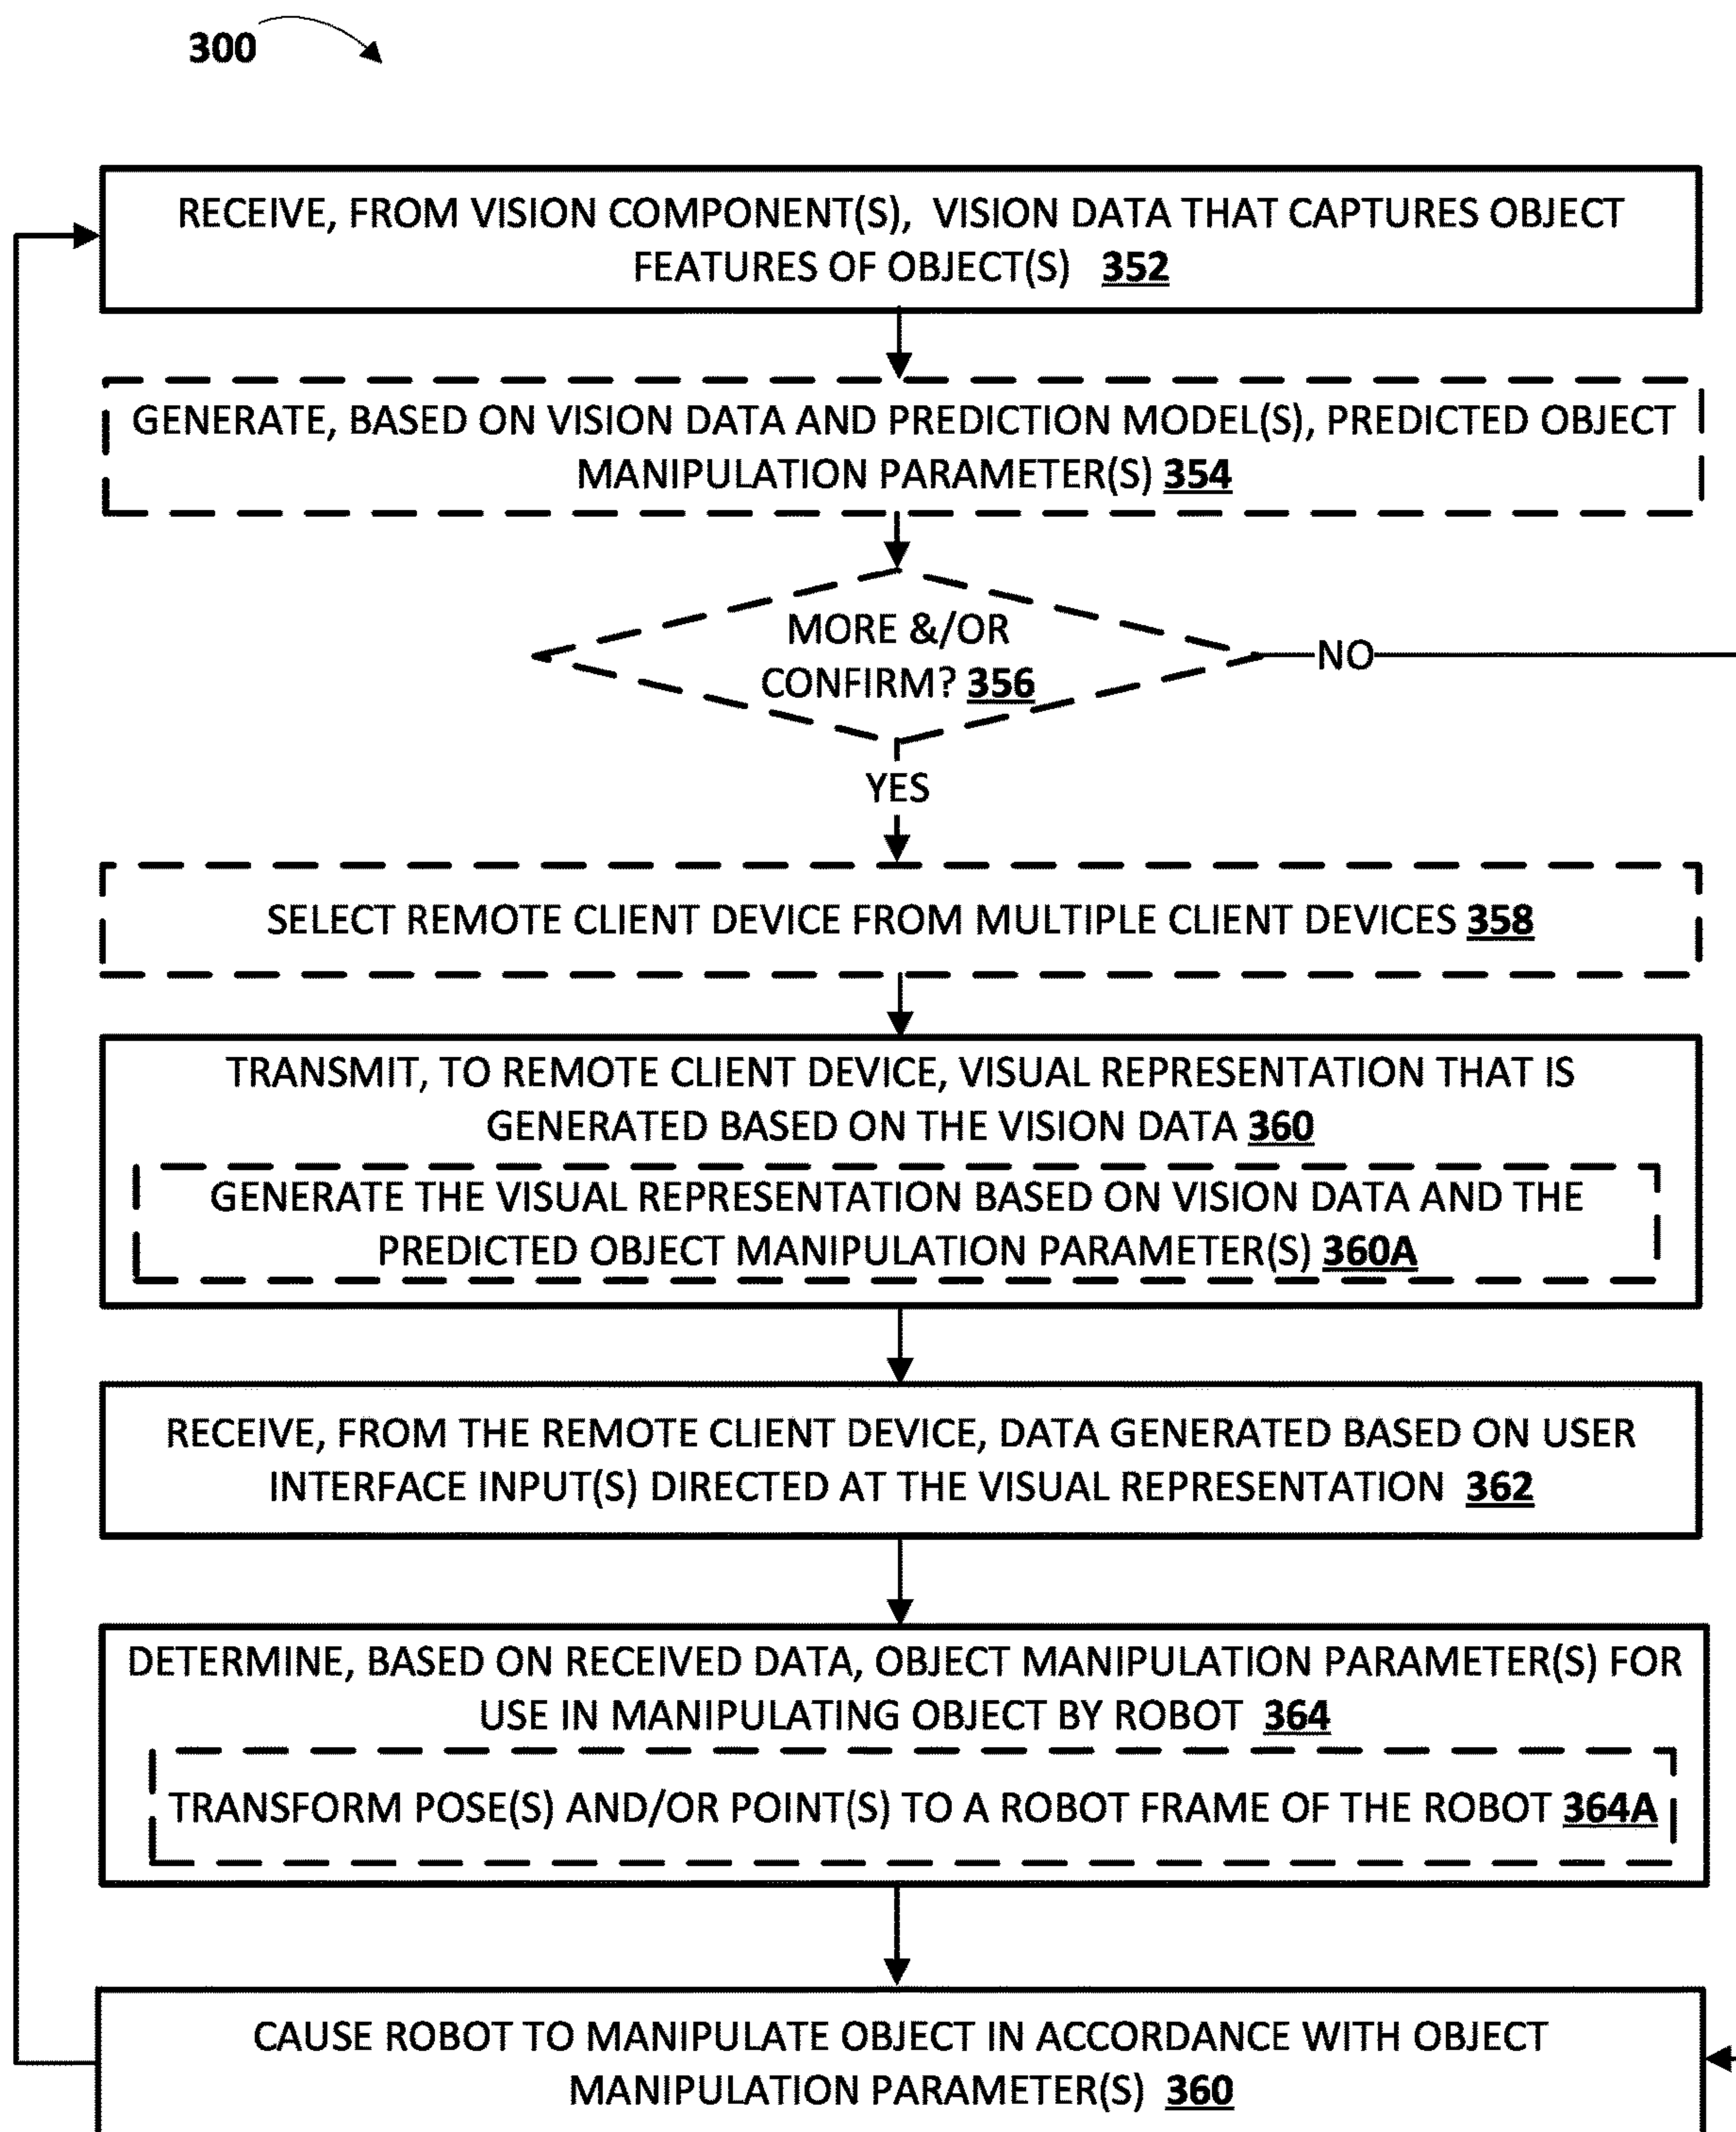 300
RECEIVE, FROM VISION COMPONENT(S), VISION DATA THAT CAPTURES OBJECT
FEATURES OF OBJECT(S) 352
GENERATE, BASED ON VISION DATA AND PREDICTION MODEL(S), PREDICTED OBJECT
MANIPULATION PARAMETER(S) 354
MORE &/OR
CONFIRM? 356
NO
YES
SELECT REMOTE CLIENT DEVICE FROM MULTIPLE CLIENT DEVICES 358
TRANSMIT, TO REMOTE CLIENT DEVICE, VISUAL REPRESENTATION THAT IS
GENERATED BASED ON THE VISION DATA 360
GENERATE THE VISUAL REPRESENTATION BASED ON VISION DATA AND THE
PREDICTED OBJECT MANIPULATION PARAMETER(S) 360A
RECEIVE, FROM THE REMOTE CLIENT DEVICE, DATA GENERATED BASED ON USER
INTERFACE INPUT(S) DIRECTED AT THE VISUAL REPRESENTATION 362
DETERMINE, BASED ON RECEIVED DATA, OBJECT MANIPULATION PARAMETER(S) FOR
USE IN MANIPULATING OBJECT BY ROBOT 364
TRANSFORM POSE(S) AND/OR POINT(S) TO A ROBOT FRAME OF THE ROBOT 364A
CAUSE ROBOT TO MANIPULATE OBJECT IN ACCORDANCE WITH OBJECT
MANIPULATION PARAMETER(S) 360